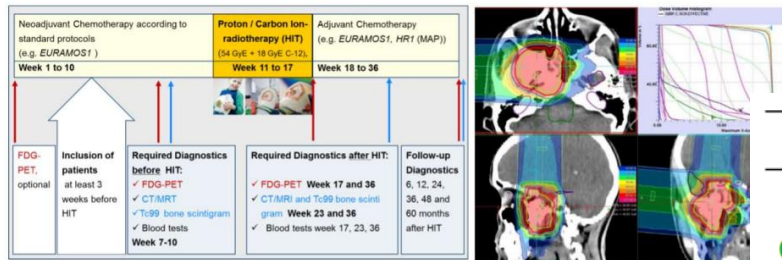 Neoadjuvant Chemotherapy according to
standard protocols
(e.g. EURAMOS1 )
Week 1 to 10
Proton / Carbon Ion-
radiotherapy (HIT)
(54 GyE + 18 GyE C-12),
Week 11 to 17
Adjuvant Chemotherapy
(e.g. EURAMOS1, HR1 (MAP))
Week 18 to 36
FDG-
PET,
optional
Inclusion of
patients
at least 3
weeks before
HIT
Required Diagnostics
before HIT:
✓ FDG-PET
✓ CT/MRT
✓Tc99 bone scintigram
✓ Blood tests
Week 7-10
Required Diagnostics after HIT:
✓ FDG-PET Week 17 and 36
✓ CT/MRI and Tc99 bone scinti
gram Week 23 and 36
✓ Blood tests week 17, 23, 36
Follow-up
Diagnostics
6, 12, 24,
36, 48 and
60 months
after HIT
Dose Volume Histogram